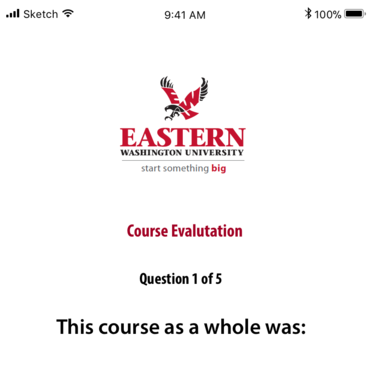 Sketch 9:41 AM 100%
EASTERN
WASHINGTON UNIVERSITY
start something big
Course Evalutation
Question 1 of 5
This course as a whole was: